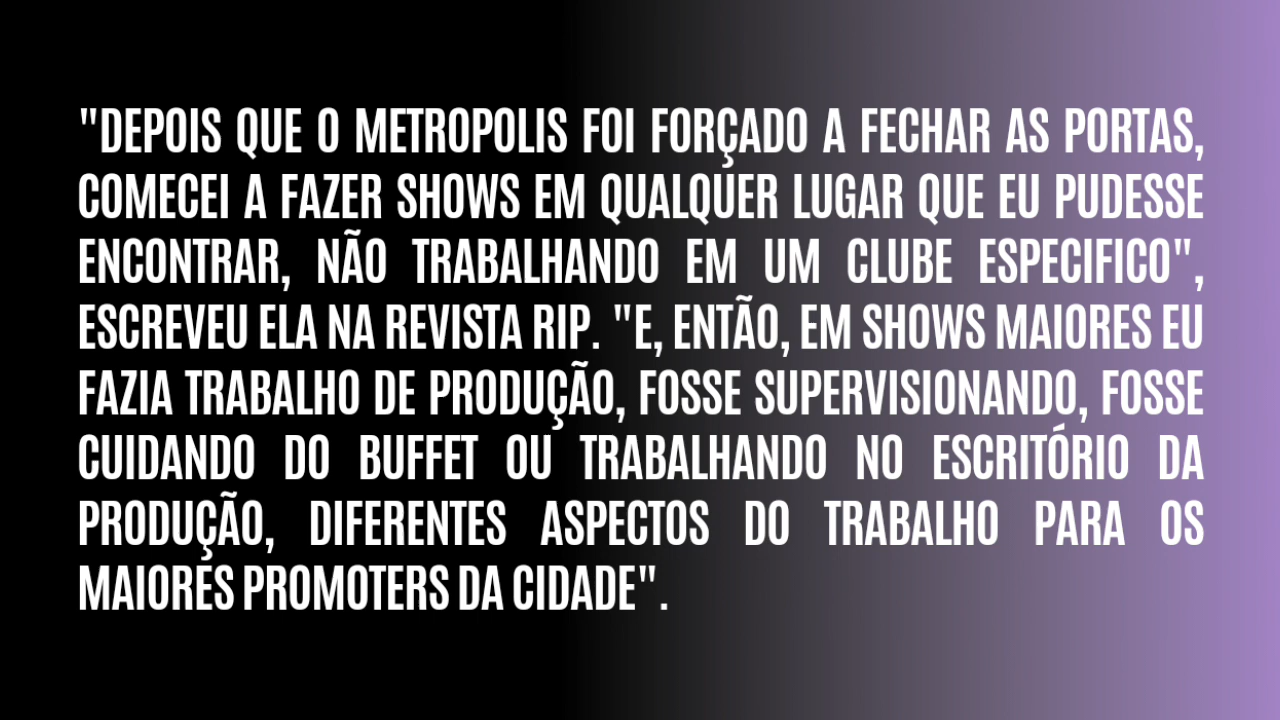 "DEPOIS QUE O METROPOLIS FOI FORÇADO A FECHAR AS PORTAS,
COMECEI A FAZER SHOWS EM QUALQUER LUGAR QUE EU PUDESSE
ENCONTRAR, NÃO TRABALHANDO EM UM CLUBE ESPECIFICO",
ESCREVEU ELA NA REVISTA RIP. "E, ENTÃO, EM SHOWS MAIORES EU
FAZIA TRABALHO DE PRODUÇÃO, FOSSE SUPERVISIONANDO, FOSSE
CUIDANDO DO BUFFET OU TRABALHANDO NO ESCRITÓRIO DA
PRODUÇÃO, DIFERENTES ASPECTOS DO TRABALHO PARA OS
MAIORES PROMOTERS DA CIDADE".